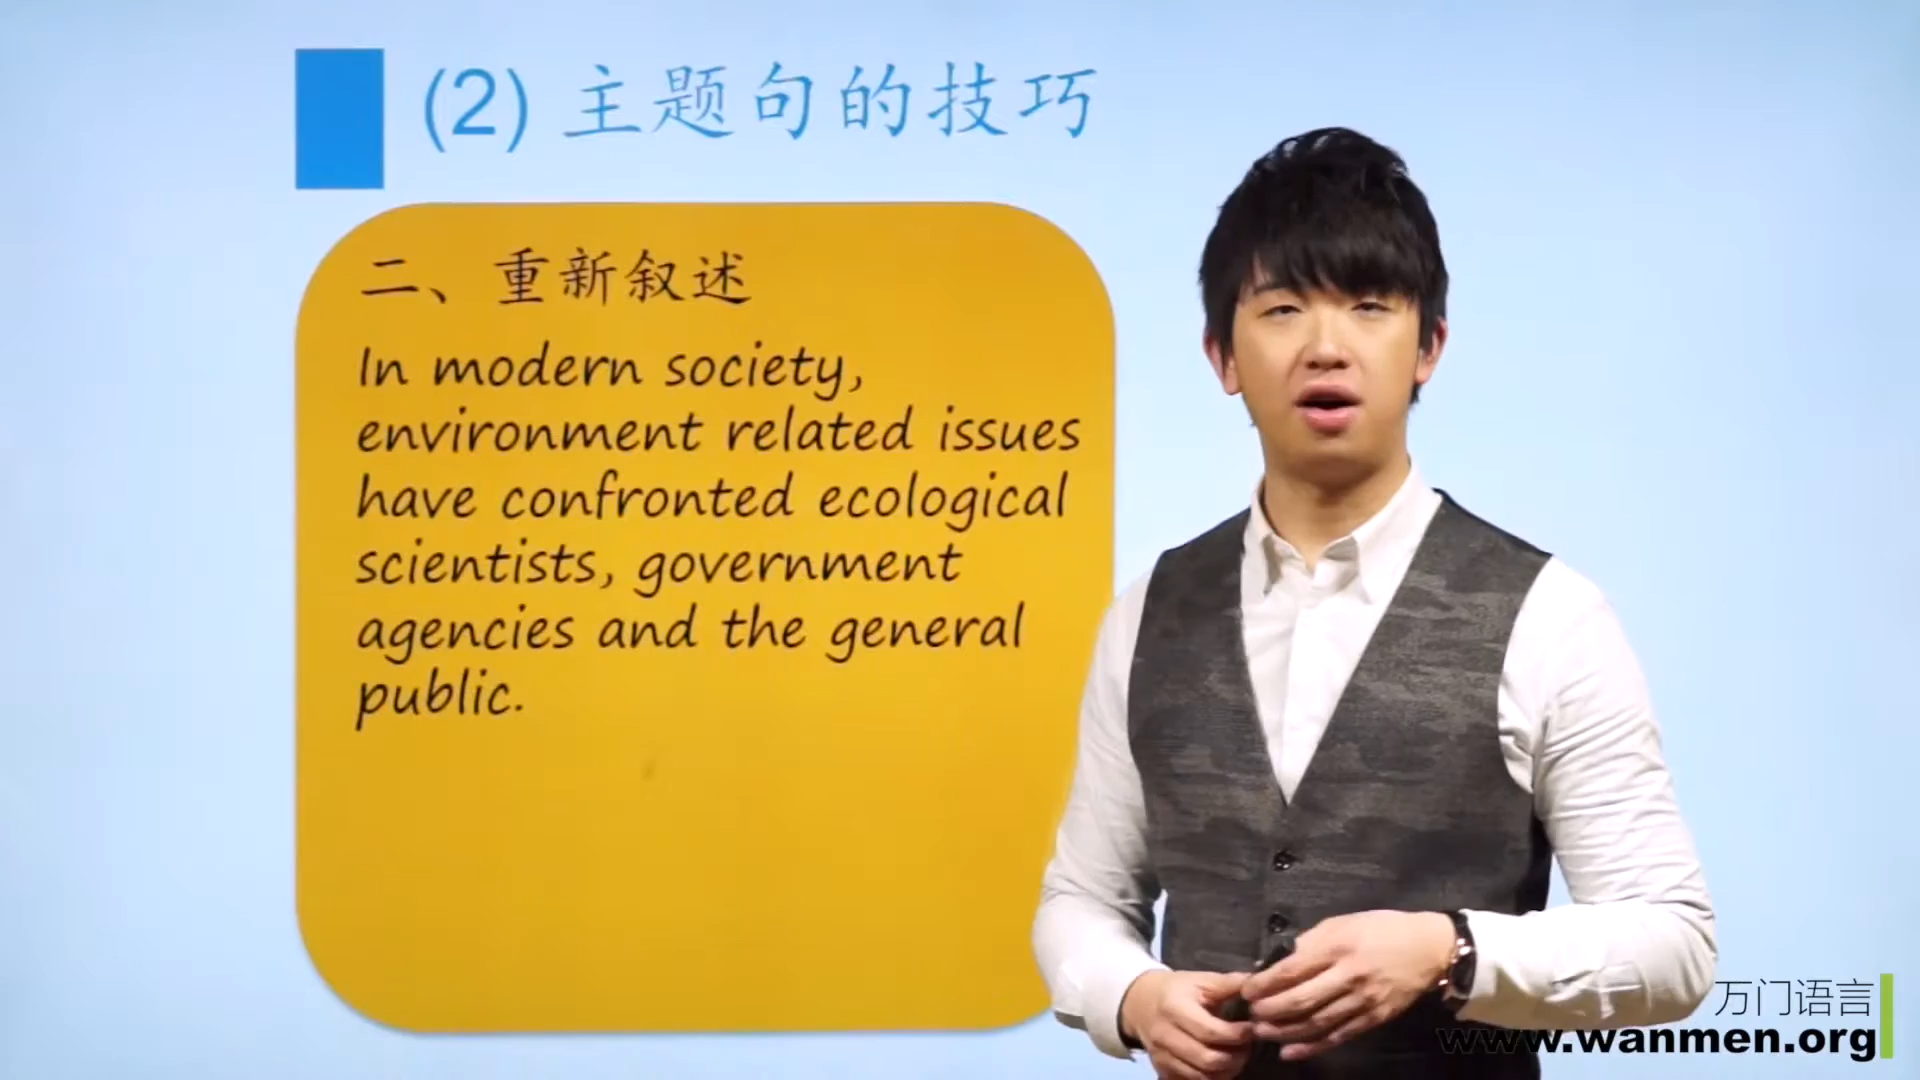 (2) 主题句的技巧
二、重新叙述
In modern society,
environment related issues
have confronted ecological
scientists, government
agencies and the general
public.
万门语言
www.wanmen.org